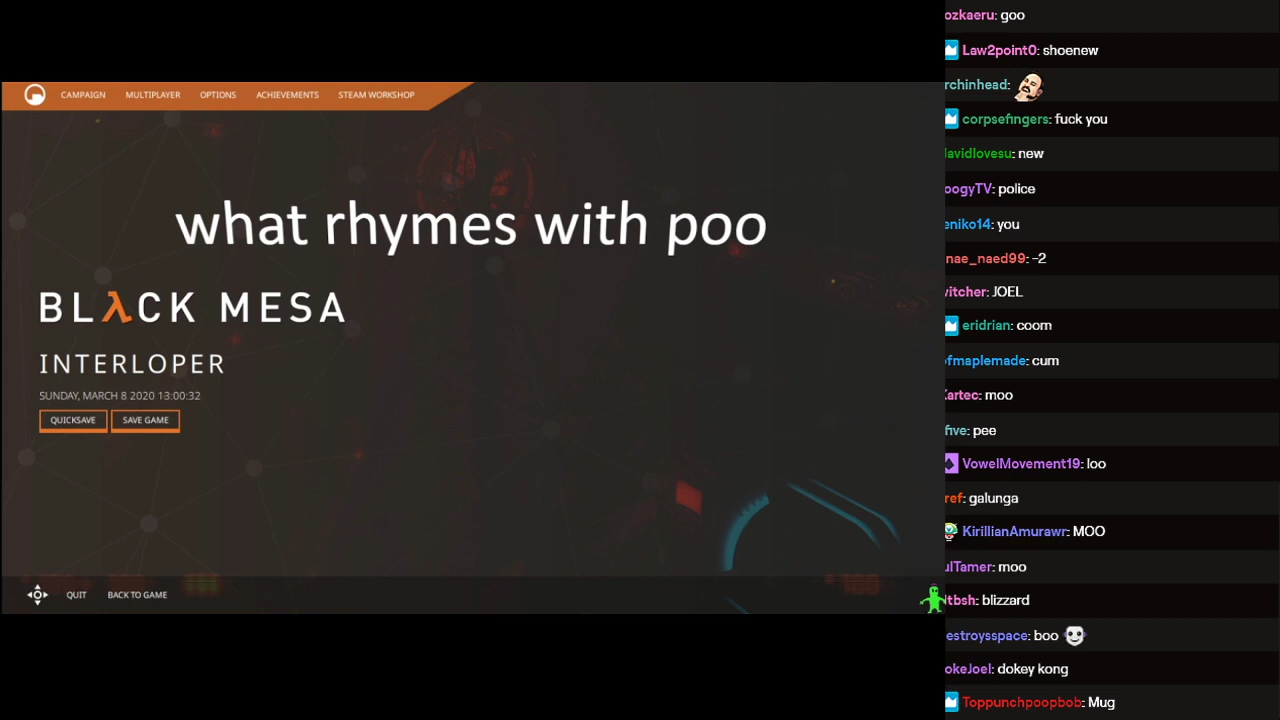 CAMPAIGN MULTIPLAYER OPTIONS ACHIEVEMENTS STEAM WORKSHOP
what rhymes with poo
BLλCK MESA
INTERLOPER
SUNDAY, MARCH 8 2020 13:00:32
QUICKSAVE SAVE GAME
QUIT BACK TO GAME
ozkaeru: goo
Law2point0: shoenew
rchinhead:
corpsefingers: fuck you
davidlovesu: new
oogyTV: police
eniko14: you
nae_naed99: -2
vitcher: JOEL
eridrian: coom
ofmaplemade: cum
Kartec: moo
five: pee
VowelMovement19: loo
ref: galunga
KirillianAmurawr: MOO
ulTamer: moo
ltbsh: blizzard
estroysspace: boo
okeJoel: dokey kong
Toppunchpoopbob: Mug